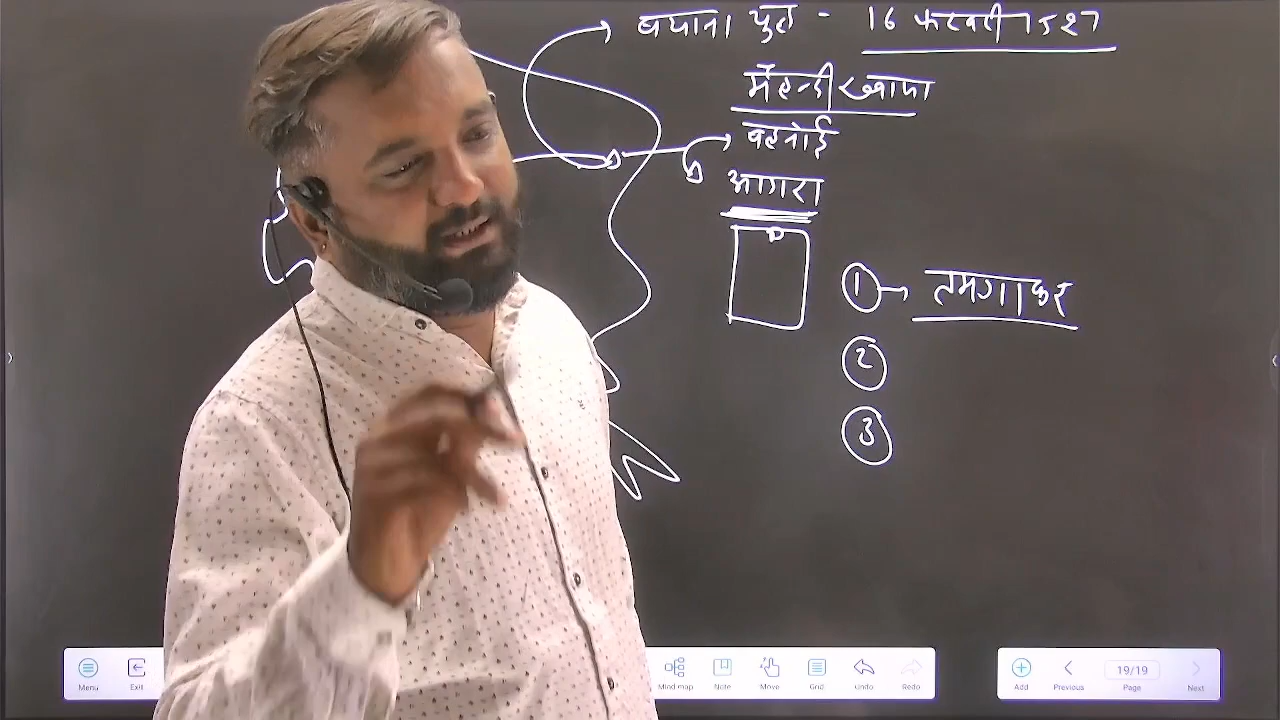 बयाना युद्ध - 16 फरवरी 1527
मेंहन्दी ख्वाजा
बहनोई
आगरा
① → तमगाकर
②
③
Menu Exit Mind map Note Move Grid Undo Redo Add Previous 19/19 Page Next